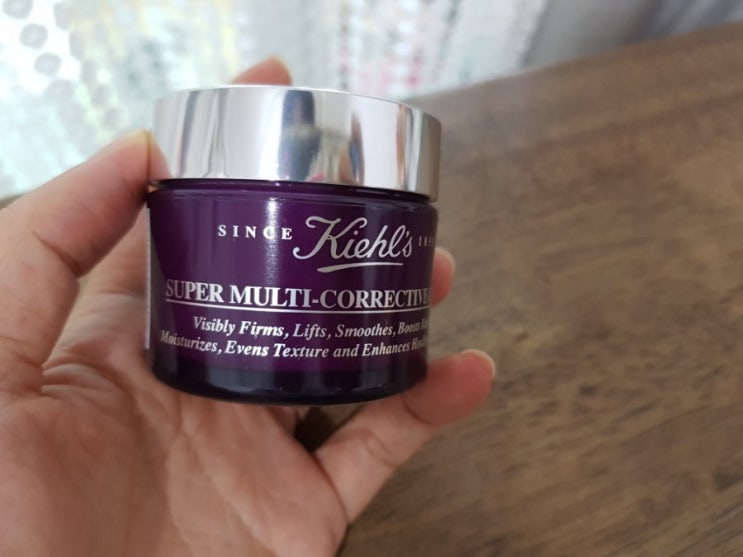 SINCE Kiehl's
SUPER MULTI-CORRECTIVE
Visibly Firms, Lifts, Smoothes, Boosts
Moisturizes, Evens Texture and Enhances